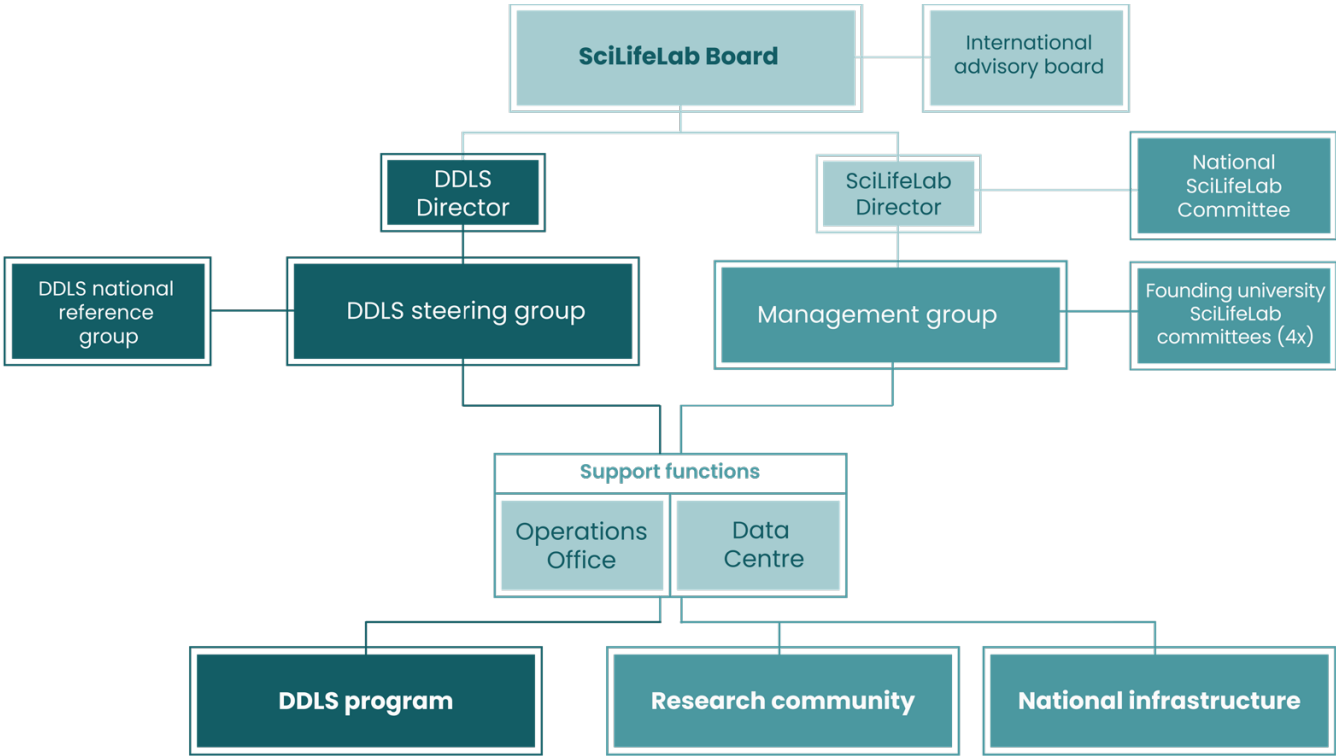 SciLifeLab Board
International
advisory board
DDLS
Director
SciLifeLab
Director
National
SciLifeLab
Committee
DDLS national
reference
group
DDLS steering group
Management group
Founding university
SciLifeLab
committees (4x)
Support functions
Operations
Office
Data
Centre
DDLS program
Research community
National infrastructure